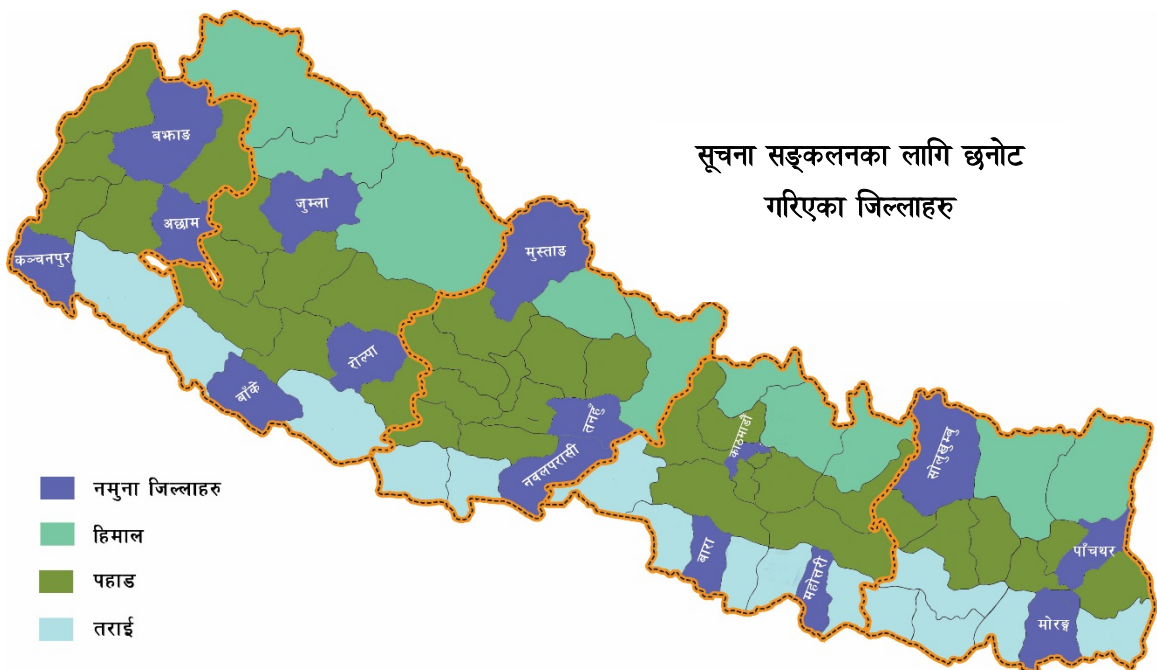 सूचना सङ्कलनका लागि छनोट
गरिएका जिल्लाहरु
बझाङ
अछाम
कञ्चनपुर
जुम्ला
मुस्ताङ
रोल्पा
बाँके
तनहुँ
नवलपरासी
काठमाडौं
सोलुखुम्बु
पाँचथर
बारा
महोत्तरी
मोरङ्ग
नमुना जिल्लाहरु
हिमाल
पहाड
तराई